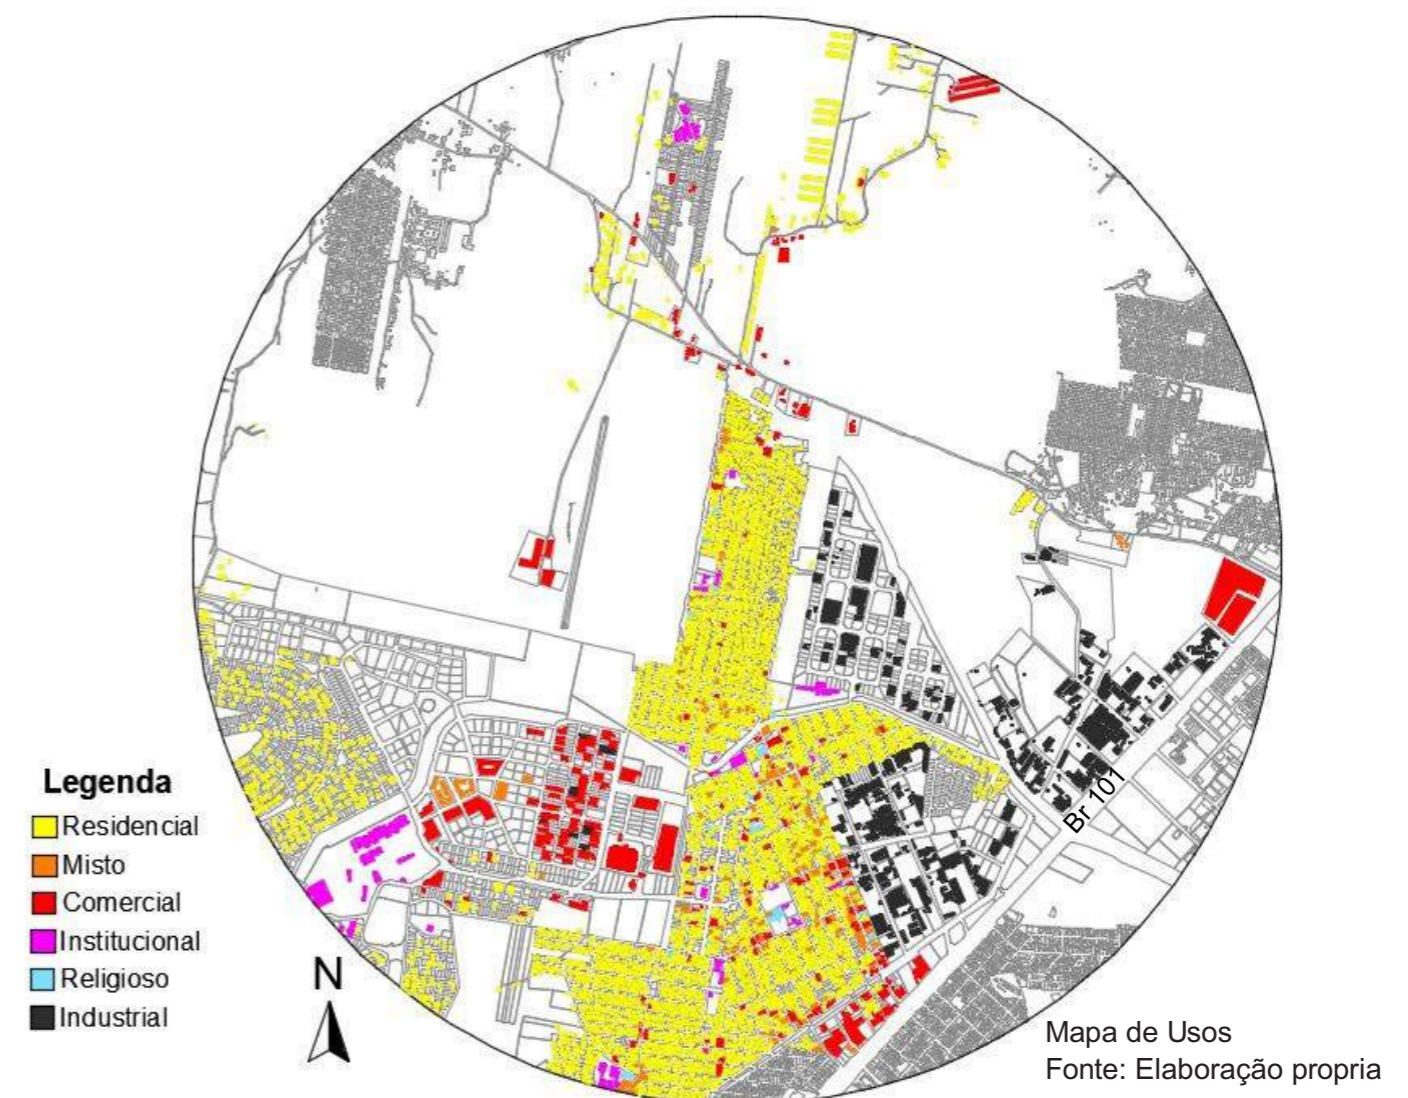 Br 101
Legenda
Residencial
Misto
Comercial
Institucional
Religioso
Industrial
N
Mapa de Usos
Fonte: Elaboração propria